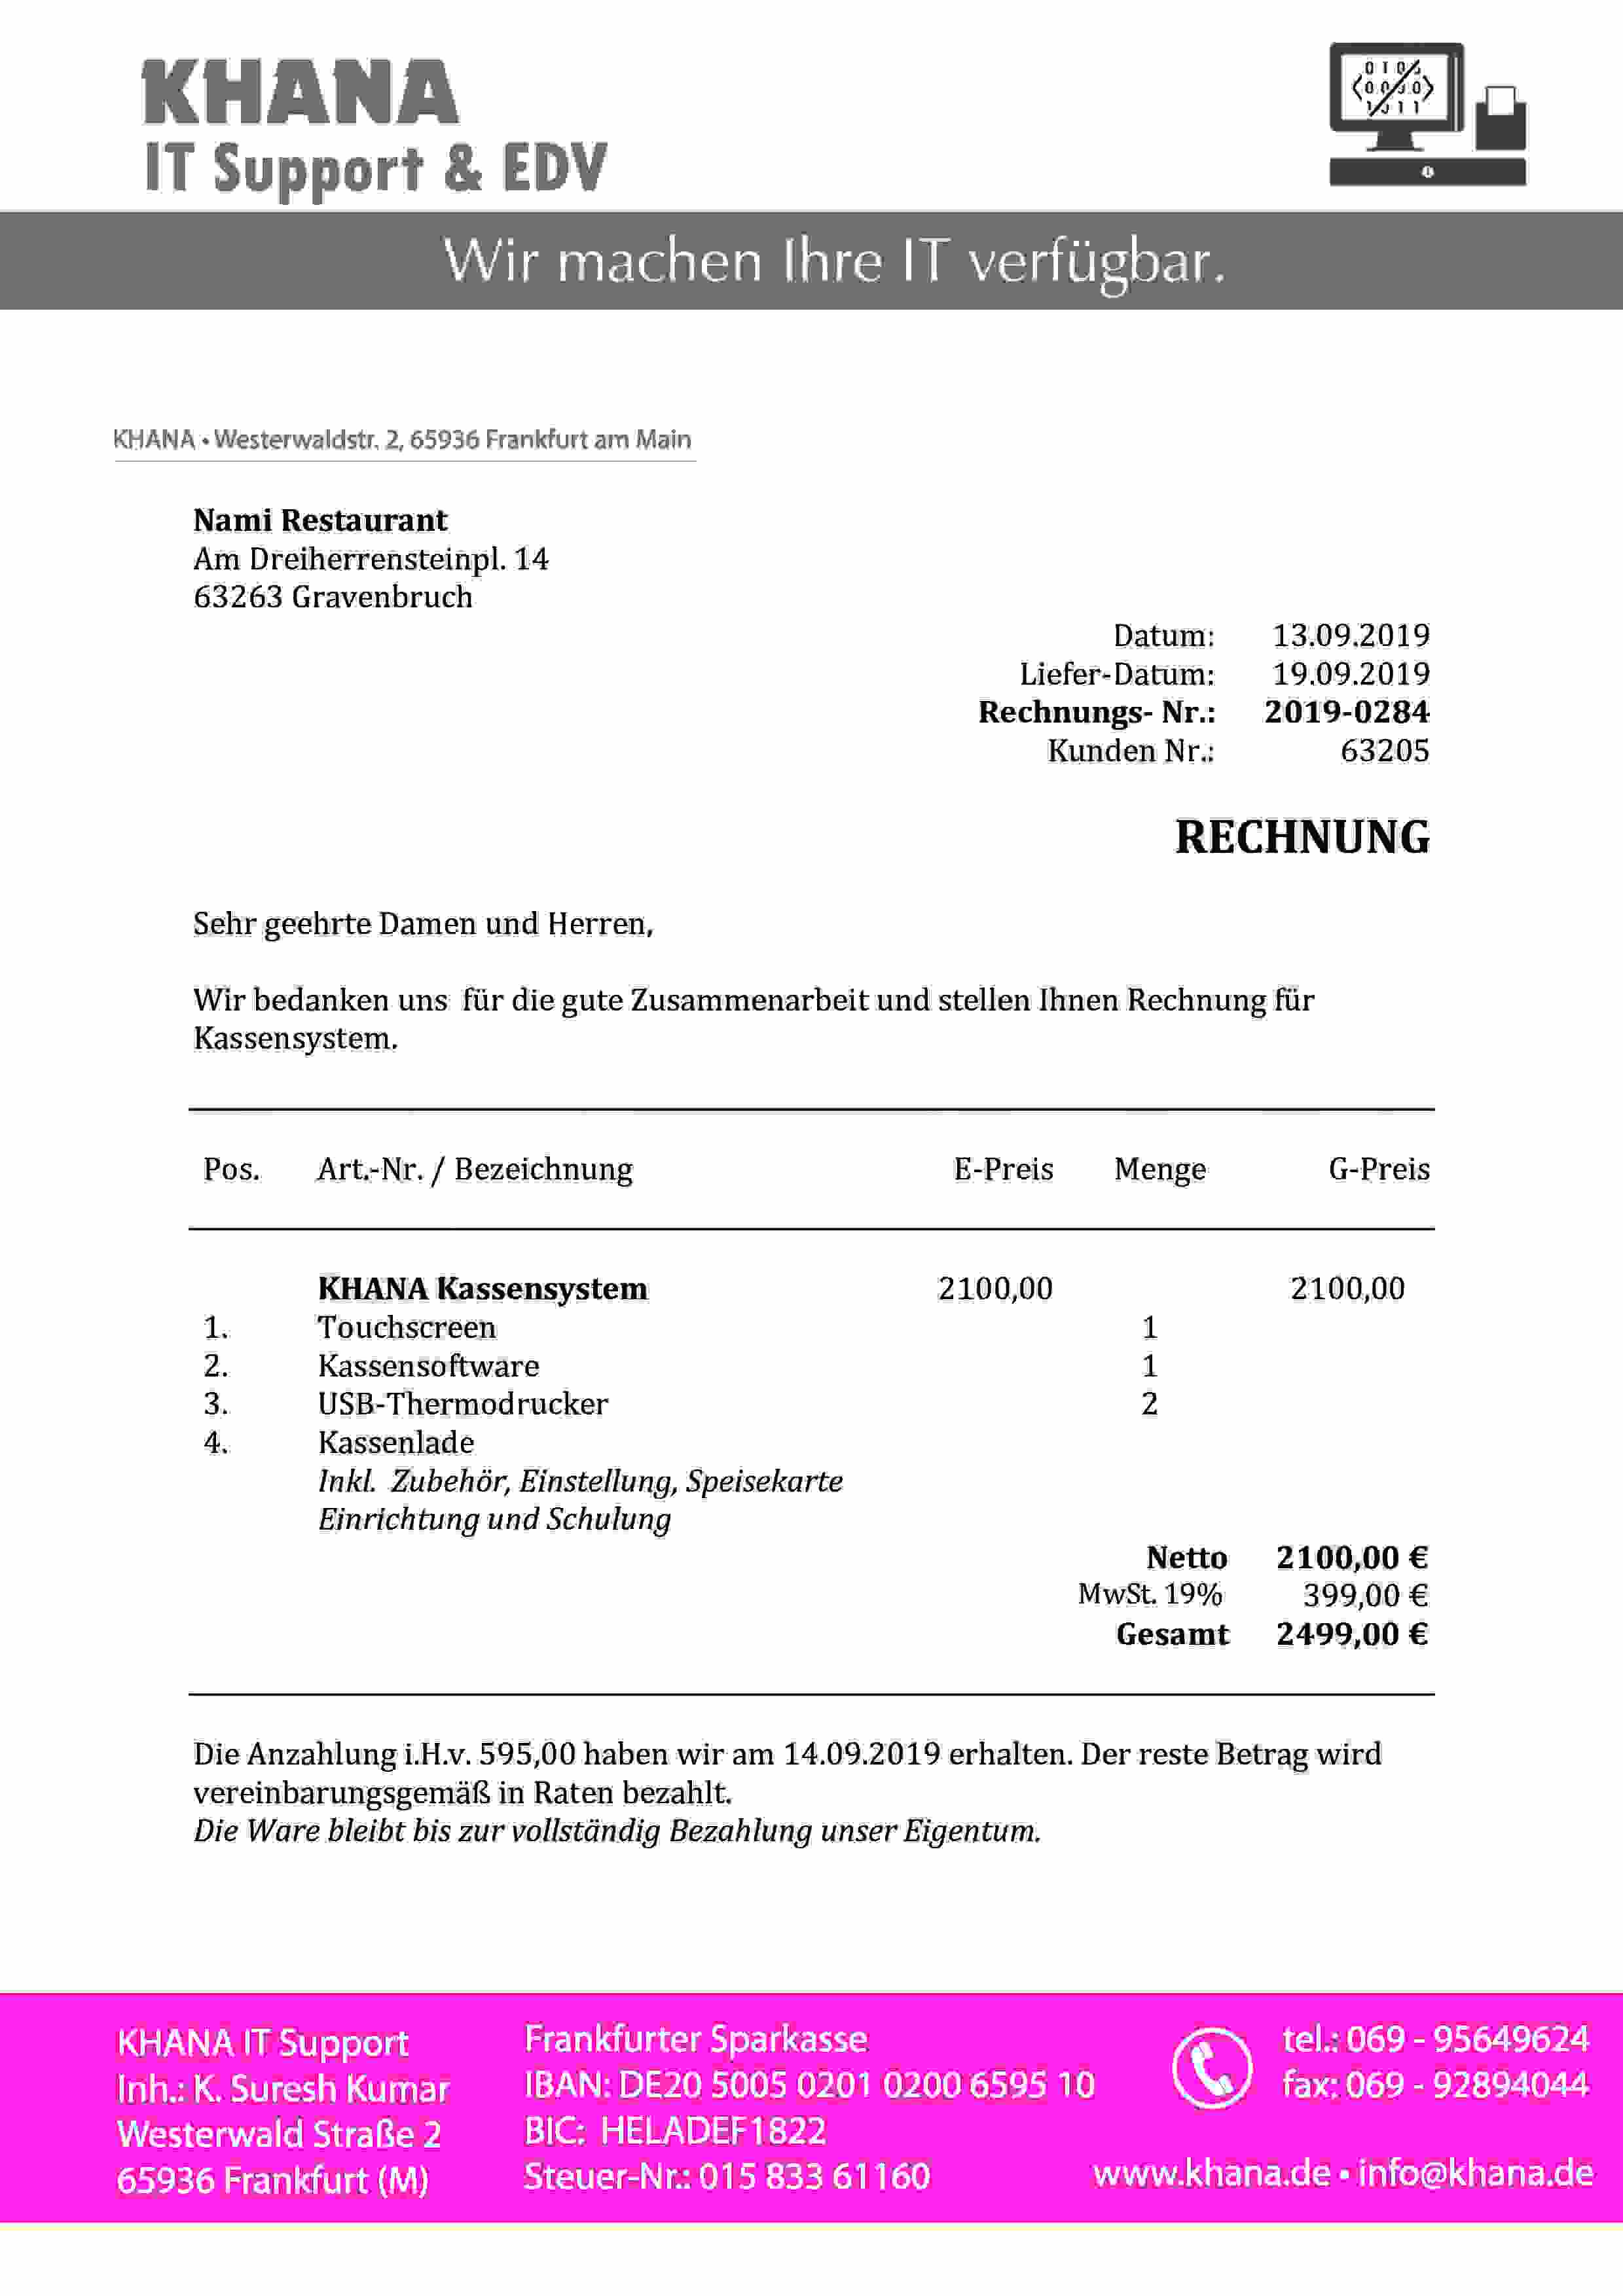 KHANA
IT Support & EDV
Wir machen Ihre IT verfügbar.
KHANA • Westerwaldstr. 2, 65936 Frankfurt am Main
Nami Restaurant
Am Dreiherrensteinpl. 14
63263 Gravenbruch
Datum: 13.09.2019
Liefer-Datum: 19.09.2019
Rechnungs- Nr.: 2019-0284
Kunden Nr.: 63205
RECHNUNG
Sehr geehrte Damen und Herren,
Wir bedanken uns für die gute Zusammenarbeit und stellen Ihnen Rechnung für
Kassensystem.
Pos. Art.-Nr. / Bezeichnung E-Preis Menge G-Preis
KHANA Kassensystem 2100,00 2100,00
1. Touchscreen 1
2. Kassensoftware 1
3. USB-Thermodrucker 2
4. Kassenlade
Inkl. Zubehör, Einstellung, Speisekarte
Einrichtung und Schulung
Netto 2100,00 €
MwSt. 19% 399,00 €
Gesamt 2499,00 €
Die Anzahlung i.H.v. 595,00 haben wir am 14.09.2019 erhalten. Der reste Betrag wird
vereinbarungsgemäß in Raten bezahlt.
Die Ware bleibt bis zur vollständig Bezahlung unser Eigentum.
KHANA IT Support
Inh.: K. Suresh Kumar
Westerwald Straße 2
65936 Frankfurt (M)
Frankfurter Sparkasse
IBAN: DE20 5005 0201 0200 6595 10
BIC: HELADEF1822
Steuer-Nr.: 015 833 61160
tel.: 069 - 95649624
fax: 069 - 92894044
www.khana.de • info@khana.de